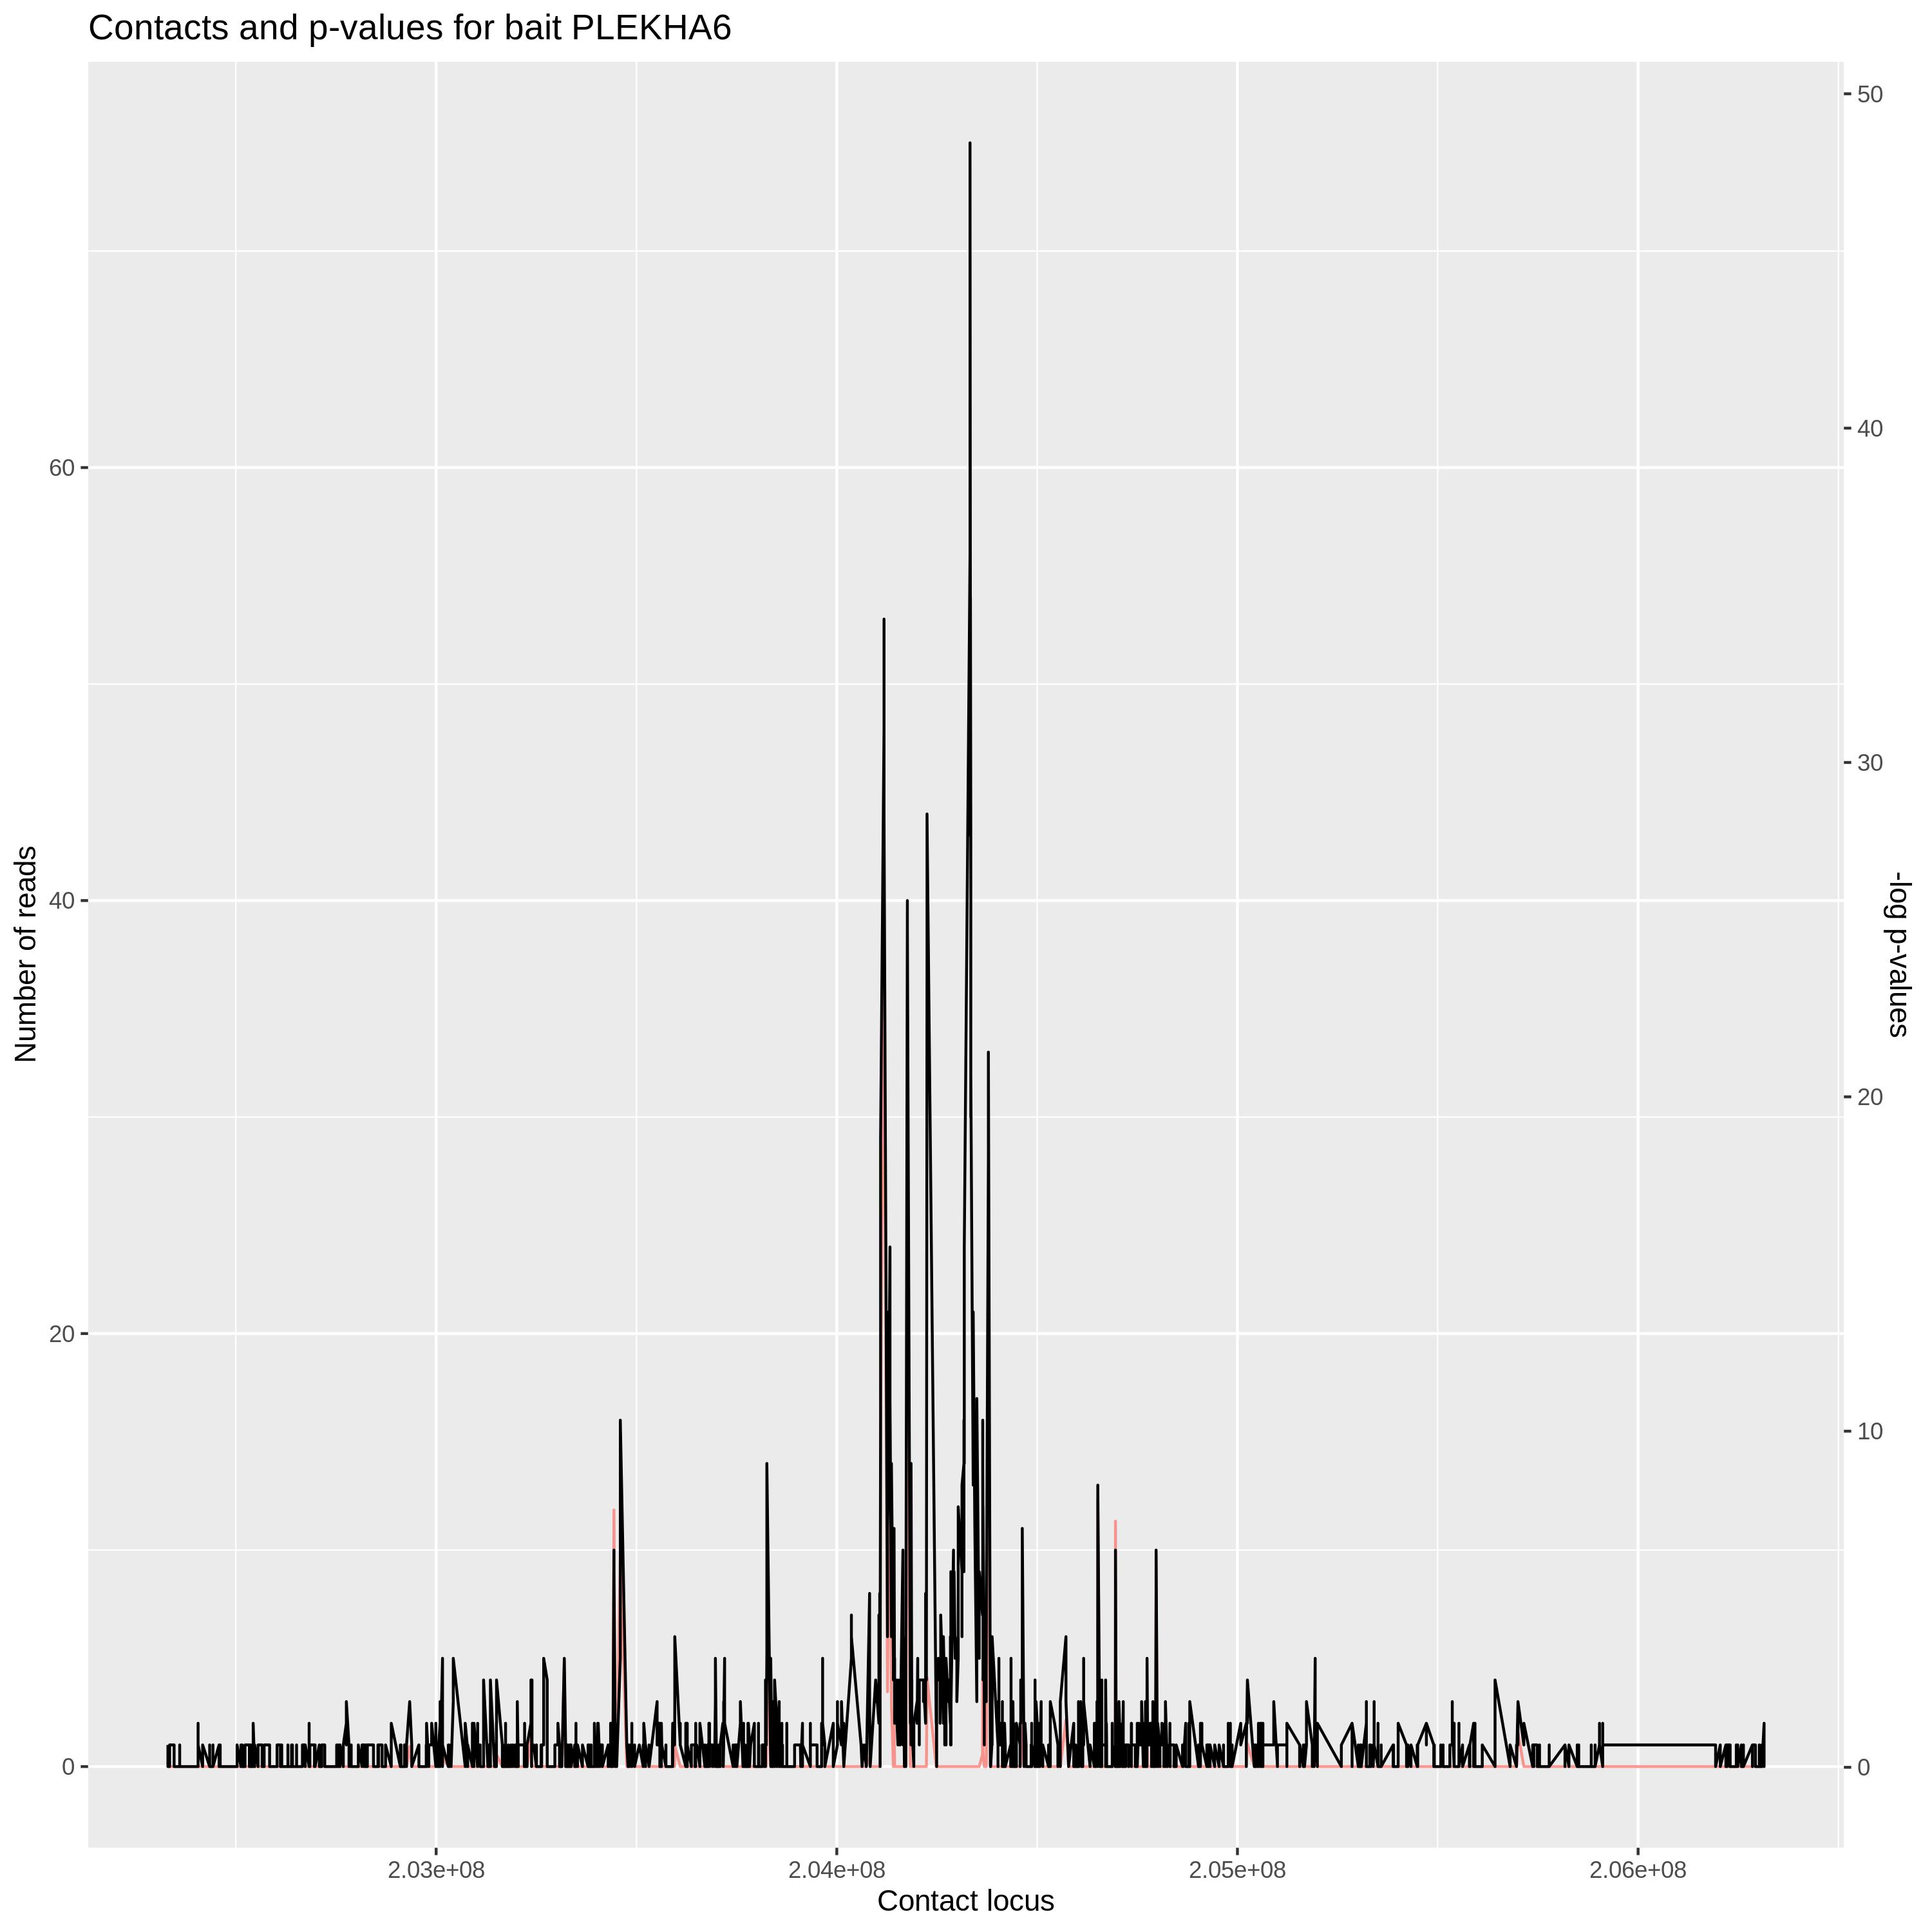 Contacts and p-values for bait PLEKHA6
Number of reads
60
40
20
0
50
40
30
20
10
0
-log p-values
2.03e+08 2.04e+08 2.05e+08 2.06e+08
Contact locus